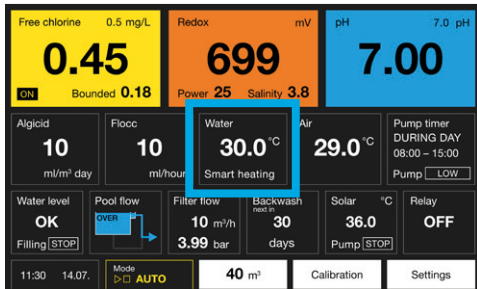 Free chlorine 0.5 mg/L
0.45
ON Bounded 0.18
Redox mV
699
Power 25 Salinity 3.8
pH 7.0 pH
7.00
Algicid
10
ml/m³ day
Flocc
10
ml/hour
Water
30.0 °C
Smart heating
Air
29.0 °C
Pump timer
DURING DAY
08:00 – 15:00
Pump LOW
Water level
OK
Filling STOP
Pool flow
OVER
Filter flow
10 m³/h
3.99 bar
Backwash
next in
30
days
Solar °C
36.0
Pump STOP
Relay
OFF
11:30 14.07.
Mode
AUTO
40 m³
Calibration
Settings